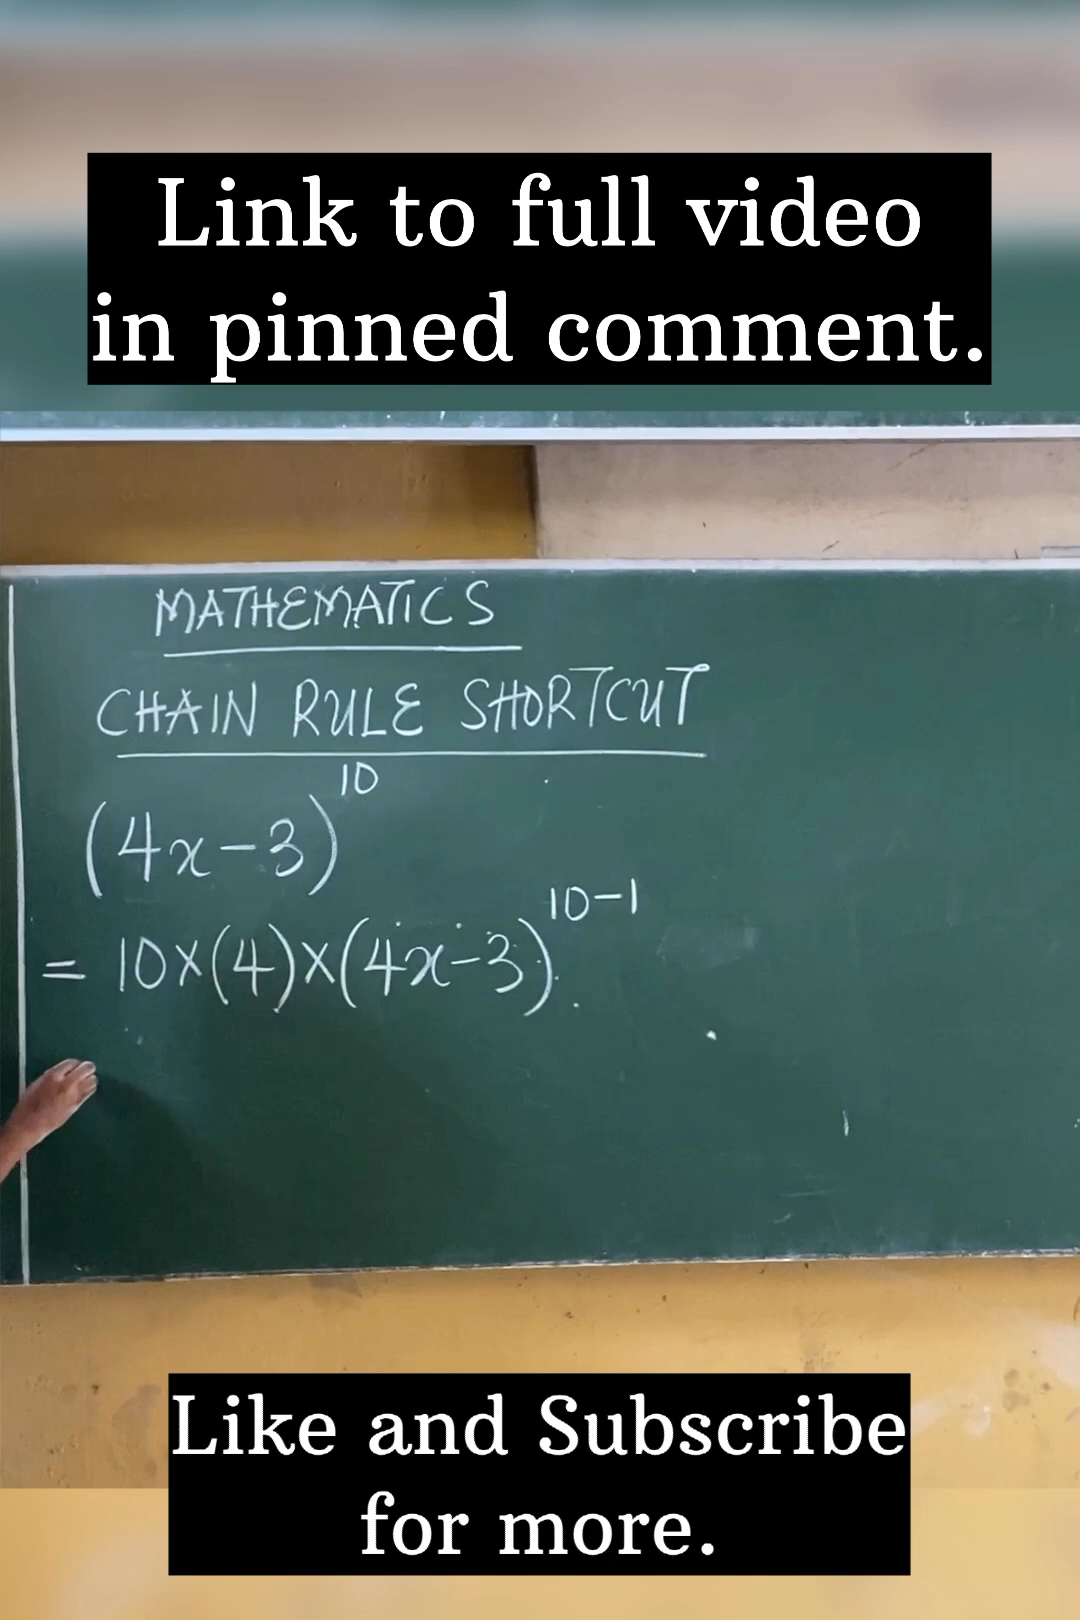 Link to full video
in pinned comment.
MATHEMATICS
CHAIN RULE SHORTCUT
(4x-3)^10
= 10×(4)×(4x-3)^10-1
Like and Subscribe
for more.